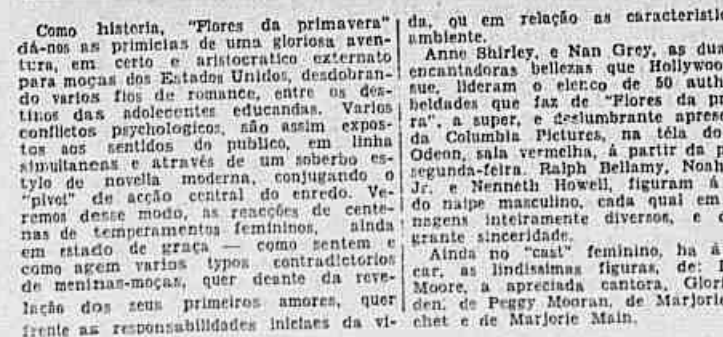 Como historia, "Flores da primavera"
dá-nos as primicias de uma gloriosa aven-
tura, em certo e aristocratico externato
para moças dos Estados Unidos, desdobran-
do varios fios de romance, entre os des-
tinos das adolecentes educandas. Varios
conflictos psychologicos, são assim expos-
tos aos sentidos do publico, em linha
simultanea e através de um soberbo es-
tylo de novella moderna, conjugando o
"pivot" de acção central do enredo. Ve-
remos desse modo, as reacções de cente-
nas de temperamentos femininos, ainda
em estado de graça — como sentem e
como agem varios typos contradictorios
de meninas-moças, quer deante da reve-
lação dos seus primeiros amores, quer
frente as responsabilidades iniciaes da vi-
da, ou em relação as caracteristic
ambiente.
Anne Shirley, e Nan Grey, as dua
encantadoras bellezas que Hollywoo
sue, lideram o elenco de 50 auth
beldades que faz de "Flores da pri
ra", a super, e deslumbrante aprese
da Columbia Pictures, na téla do
Odeon, sala vermelha, á partir da p
segunda-feira. Ralph Bellamy, Noah
Jr. e Nenneth Howell, figuram á
do naipe masculino, cada qual em
nagens inteiramente diversos, e
grante sinceridade.
Ainda no "cast" feminino, ha á
car, as lindissimas figuras, de:
Moore, a apreciada cantora, Glori
den, de Peggy Mooran, de Marjorie
chet e de Marjorie Main.